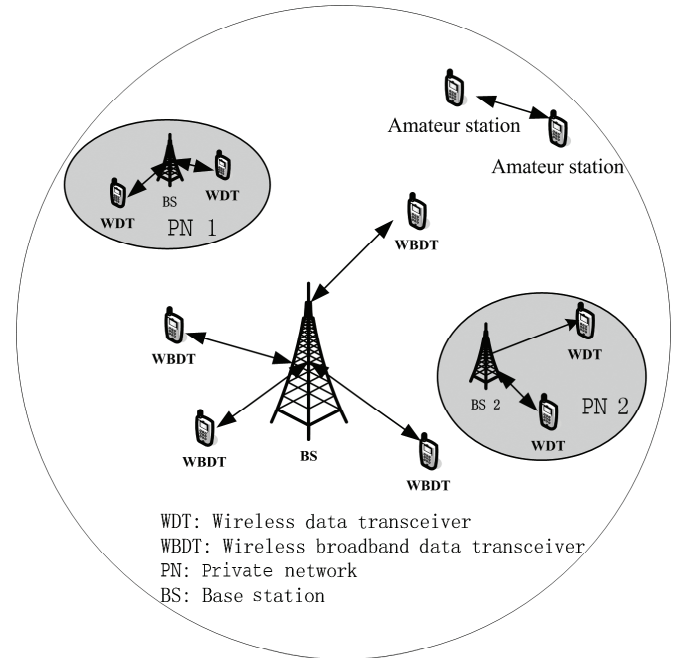 Amateur station
Amateur station
WDT
BS
WDT
PN 1
WBDT
WBDT
WDT
BS 2
PN 2
WDT
WBDT
BS
WBDT
WDT: Wireless data transceiver
WBDT: Wireless broadband data transceiver
PN: Private network
BS: Base station